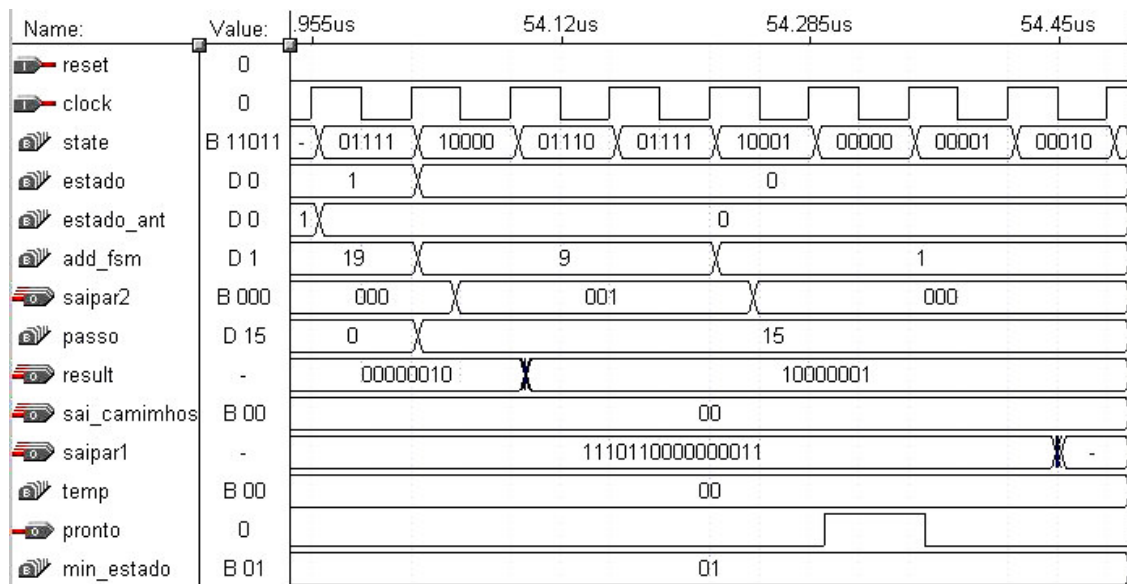 Name: Value: .955us 54.12us 54.285us 54.45us
reset 0
clock 0
state B 11011 - 01111 10000 01110 01111 10001 00000 00001 00010
estado D 0 1 0
estado_ant D 0 1 0
add_fsm D 1 19 9 1
saipar2 B 000 000 001 000
passo D 15 0 15
result - 00000010 10000001
sai_camimhos B 00 00
saipar1 - 1110110000000011 -
temp B 00 00
pronto 0
min_estado B 01 01